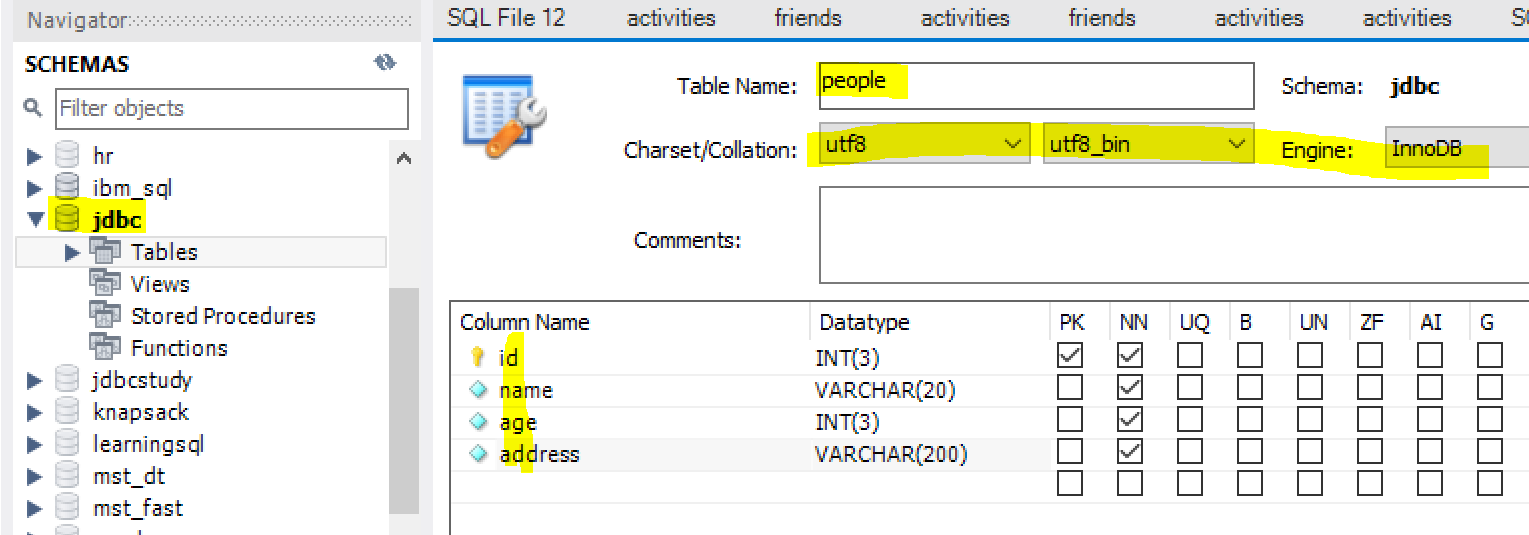 Navigator
SCHEMAS
Filter objects
hr
ibm_sql
jdbc
Tables
Views
Stored Procedures
Functions
jdbcstudy
knapsack
learningsql
mst_dt
mst_fast
SQL File 12 activities friends activities friends activities activities
Table Name: people Schema: jdbc
Charset/Collation: utf8 utf8_bin Engine: InnoDB
Comments:
Column Name Datatype PK NN UQ B UN ZF AI G
id INT(3)
name VARCHAR(20)
age INT(3)
address VARCHAR(200)